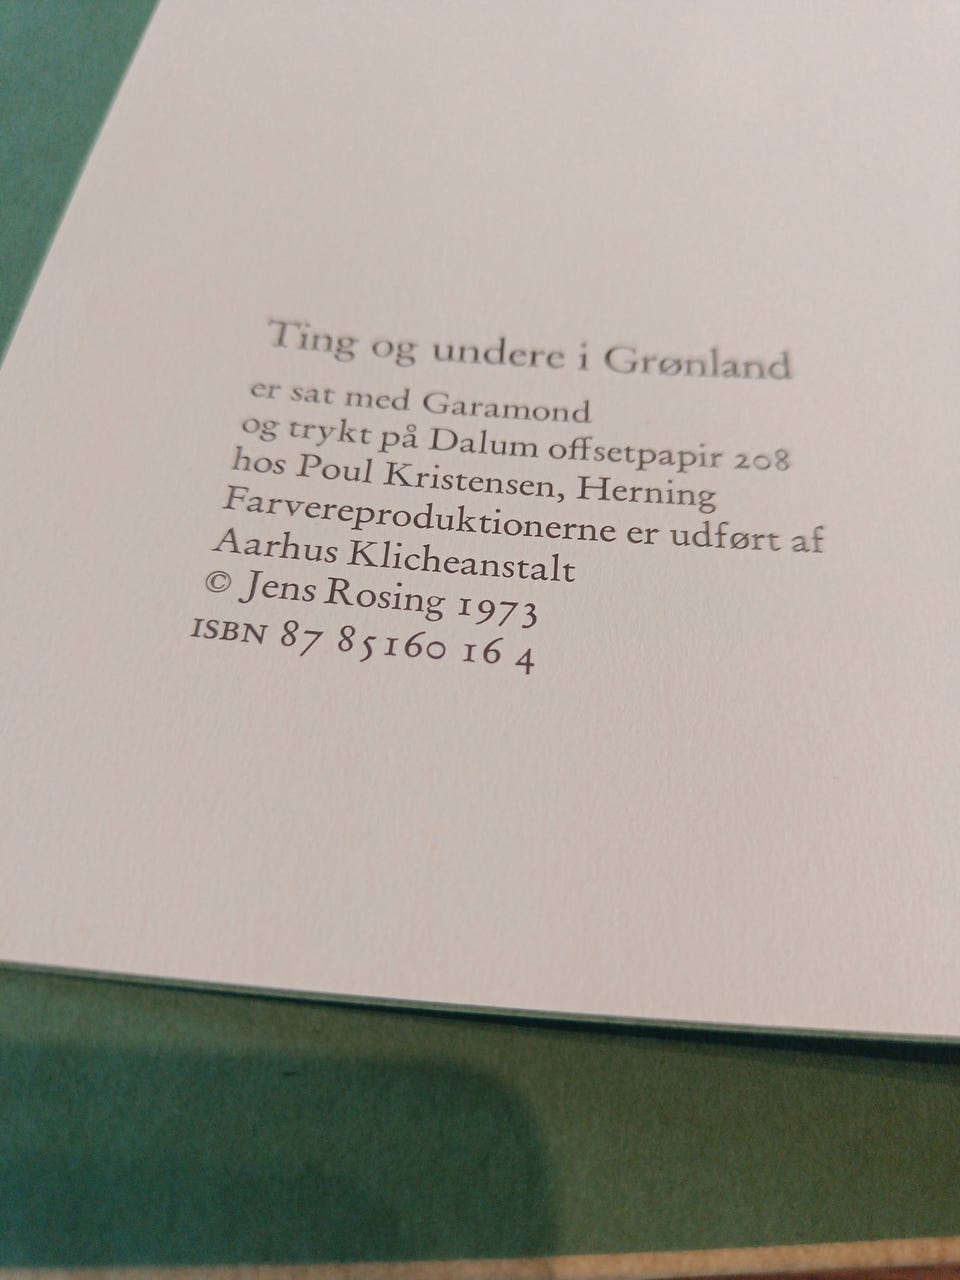 Ting og undere i Grønland
er sat med Garamond
og trykt på Dalum offsetpapir 208
hos Poul Kristensen, Herning
Farvereproduktionerne er udført af
Aarhus Klicheanstalt
© Jens Rosing 1973
ISBN 87 85160 16 4